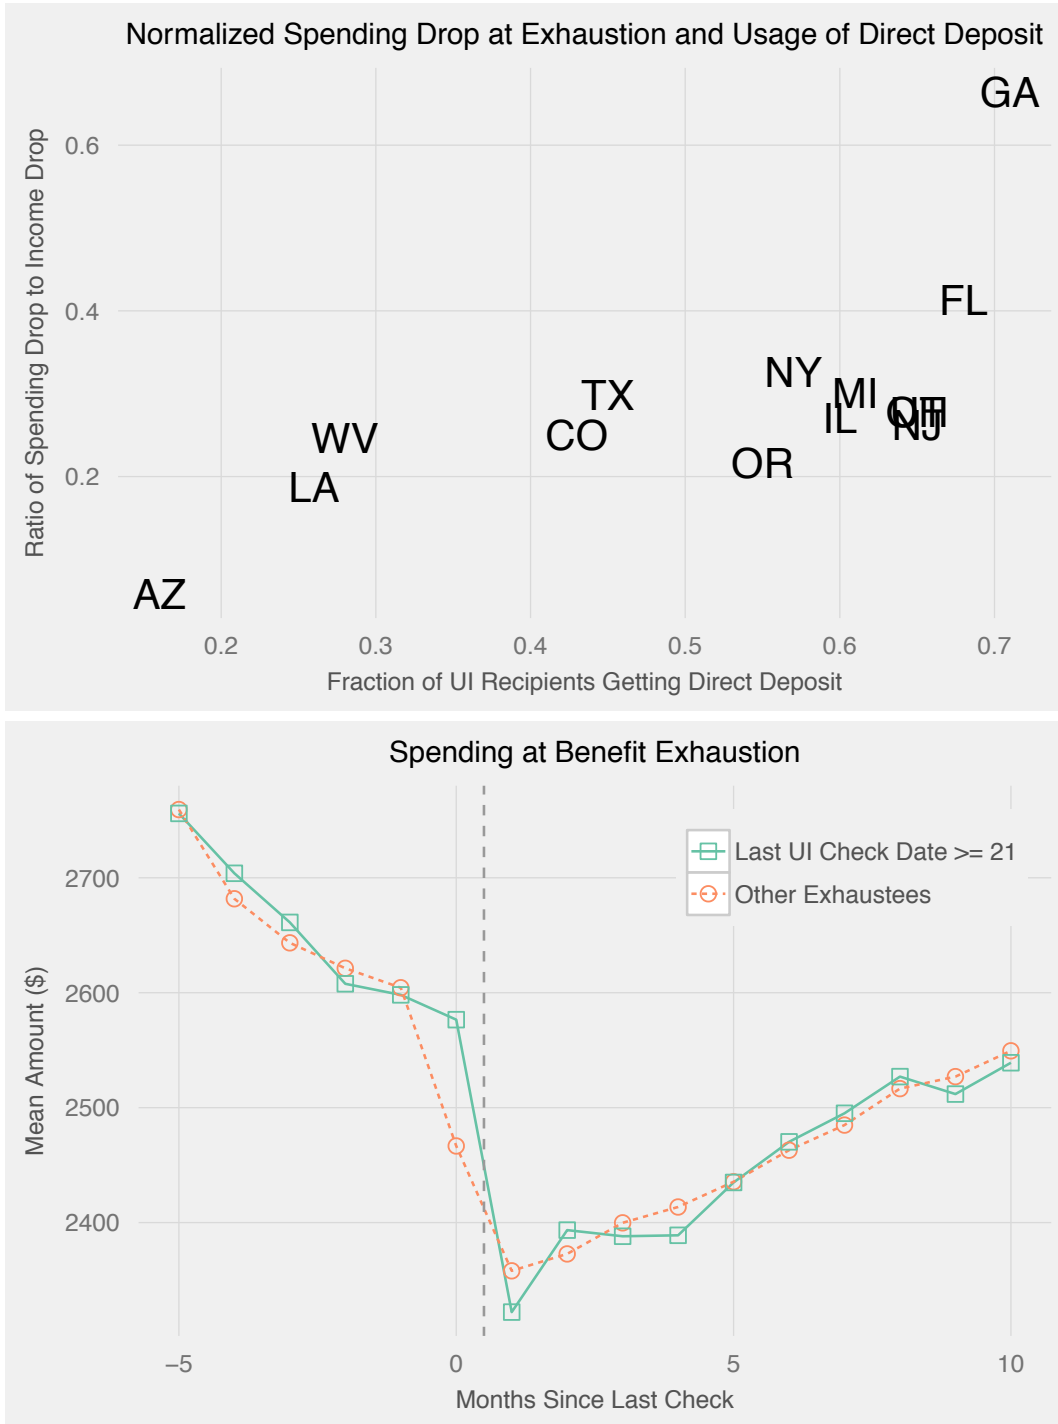 Normalized Spending Drop at Exhaustion and Usage of Direct Deposit
Ratio of Spending Drop to Income Drop
0.6
0.4
0.2
GA
FL
NY
MI
TX
IL
NJ
CO
WV
OR
LA
AZ
0.2 0.3 0.4 0.5 0.6 0.7
Fraction of UI Recipients Getting Direct Deposit
Spending at Benefit Exhaustion
Mean Amount ($)
2700
2600
2500
2400
Last UI Check Date >= 21
Other Exhaustees
−5 0 5 10
Months Since Last Check